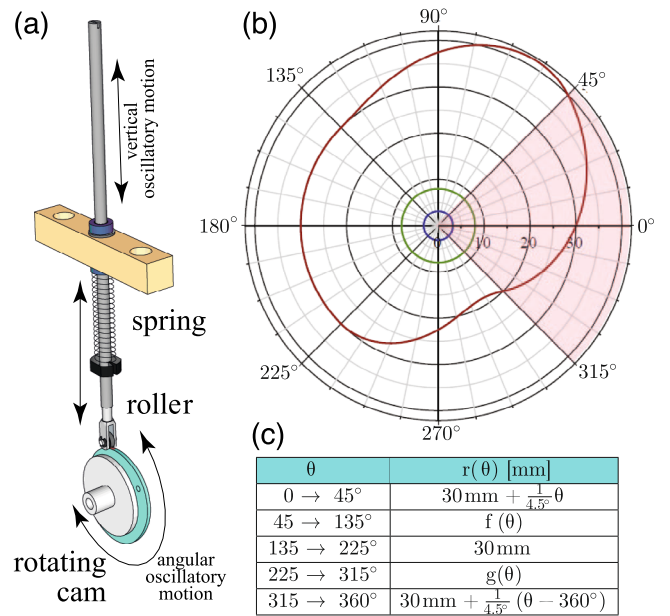 (a)
vertical
oscillatory motion
spring
roller
rotating
cam
angular
oscillatory
motion
(b)
90°
135°
45°
180°
0
10
20
30
0°
225°
315°
270°
(c)
θ r(θ) [mm]
0 → 45° 30 mm + 1/4.5° θ
45 → 135° f (θ)
135 → 225° 30 mm
225 → 315° g(θ)
315 → 360° 30 mm + 1/4.5° (θ − 360°)